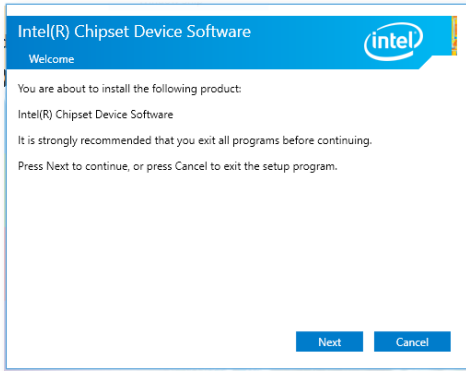 Intel(R) Chipset Device Software
intel
Welcome
You are about to install the following product:
Intel(R) Chipset Device Software
It is strongly recommended that you exit all programs before continuing.
Press Next to continue, or press Cancel to exit the setup program.
Next
Cancel